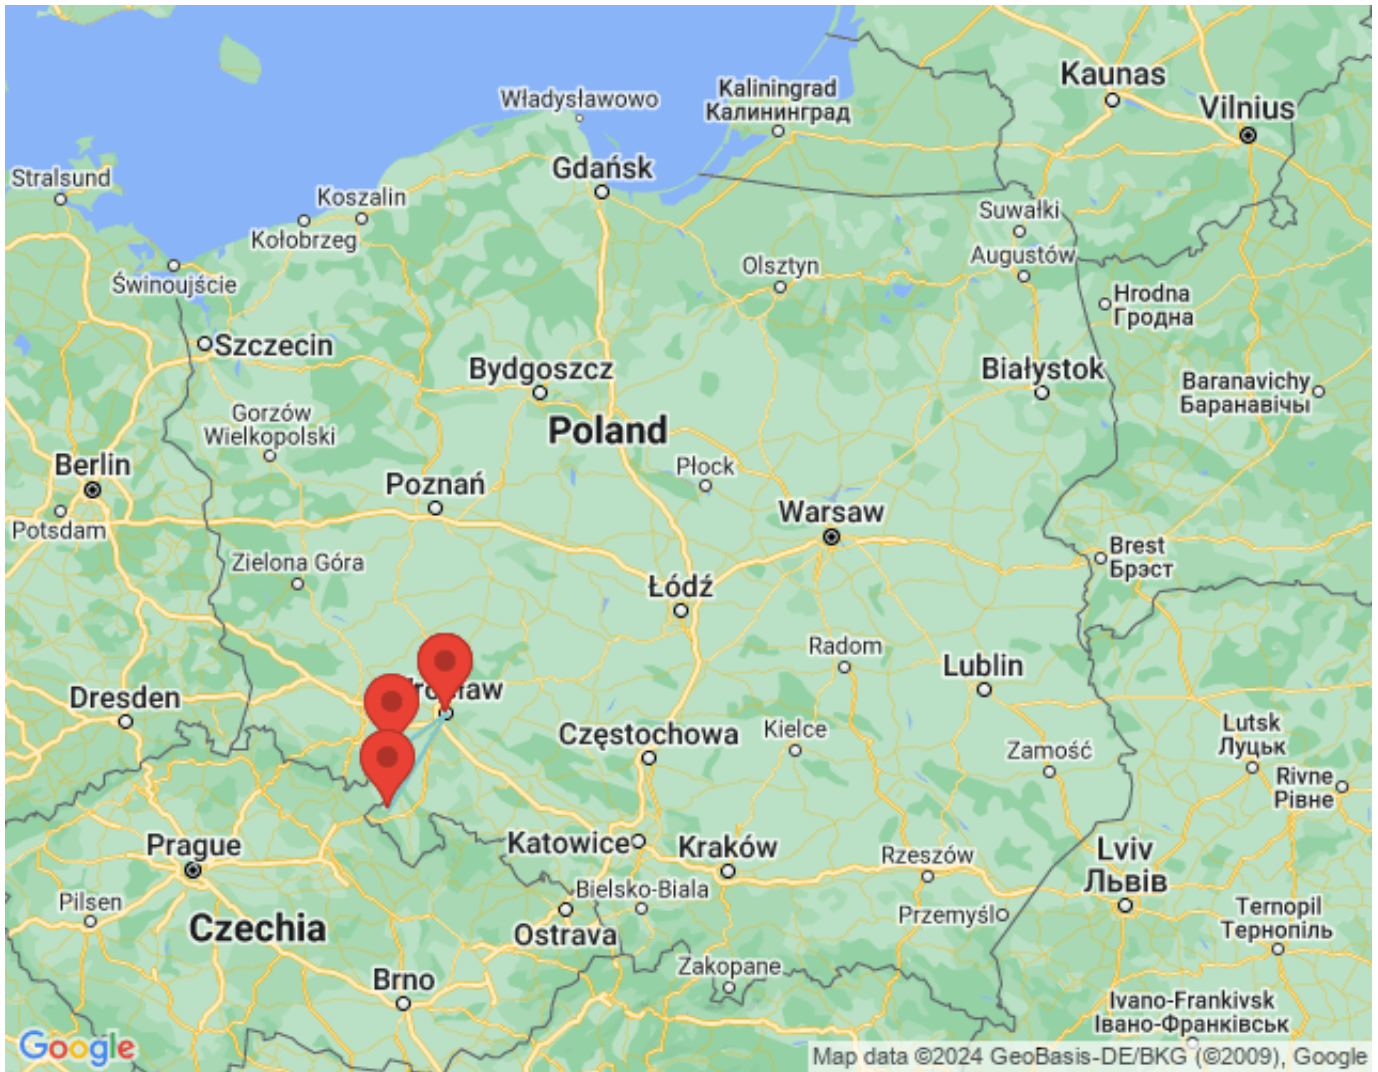 Władysławowo
Kaliningrad
Калининград
Kaunas
Vilnius
Gdańsk
Stralsund
Koszalin
Kołobrzeg
Suwałki
Augustów
Olsztyn
Świnoujście
Hrodna
Гродна
Szczecin
Bydgoszcz
Białystok
Baranavichy
Баранавічы
Gorzów
Wielkopolski
Poland
Berlin
Płock
Poznań
Potsdam
Warsaw
Brest
Брэст
Zielona Góra
Łódź
Radom
Lublin
Dresden
Częstochowa
Kielce
Lutsk
Луцьк
Zamość
Rivne
Рівне
Prague
Katowice
Kraków
Rzeszów
Lviv
Львів
Pilsen
Bielsko-Biala
Przemyśl
Ternopil
Тернопіль
Czechia
Ostrava
Zakopane
Brno
Ivano-Frankivsk
Івано-Франківськ
Google
Map data ©2024 GeoBasis-DE/BKG (©2009), Google